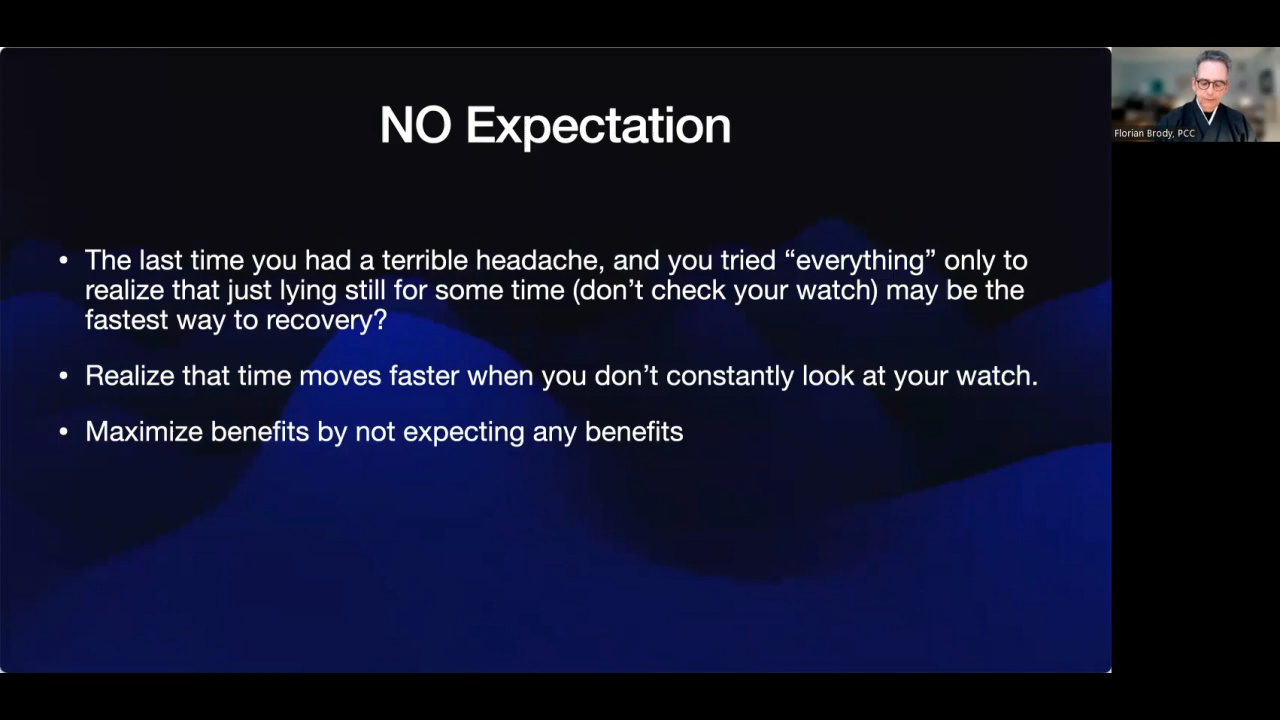 NO Expectation
• The last time you had a terrible headache, and you tried “everything” only to
realize that just lying still for some time (don’t check your watch) may be the
fastest way to recovery?
• Realize that time moves faster when you don’t constantly look at your watch.
• Maximize benefits by not expecting any benefits
Florian Brody, PCC